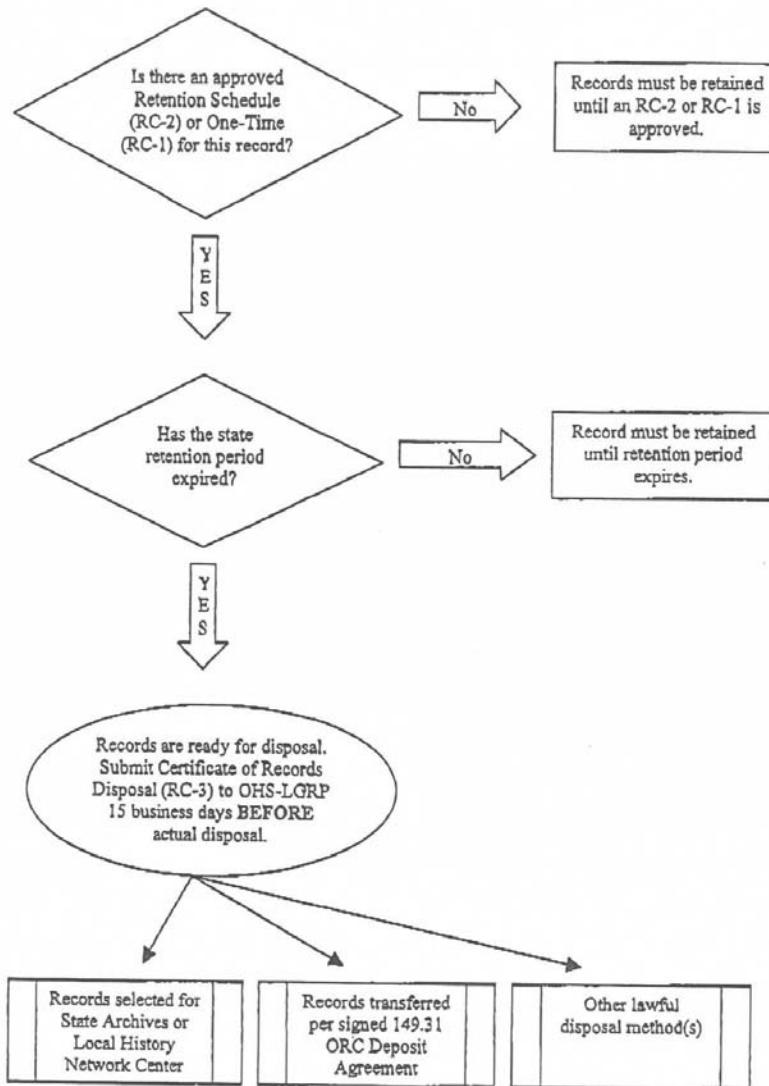 Is there an approved
Retention Schedule
(RC-2) or One-Time
(RC-1) for this record?
No
Records must be retained
until an RC-2 or RC-1 is
approved.
Y
E
S
Has the state
retention period
expired?
No
Record must be retained
until retention period
expires.
Y
E
S
Records are ready for disposal.
Submit Certificate of Records
Disposal (RC-3) to OHS-LGRP
15 business days BEFORE
actual disposal.
Records selected for
State Archives or
Local History
Network Center
Records transferred
per signed 149.31
ORC Deposit
Agreement
Other lawful
disposal method(s)